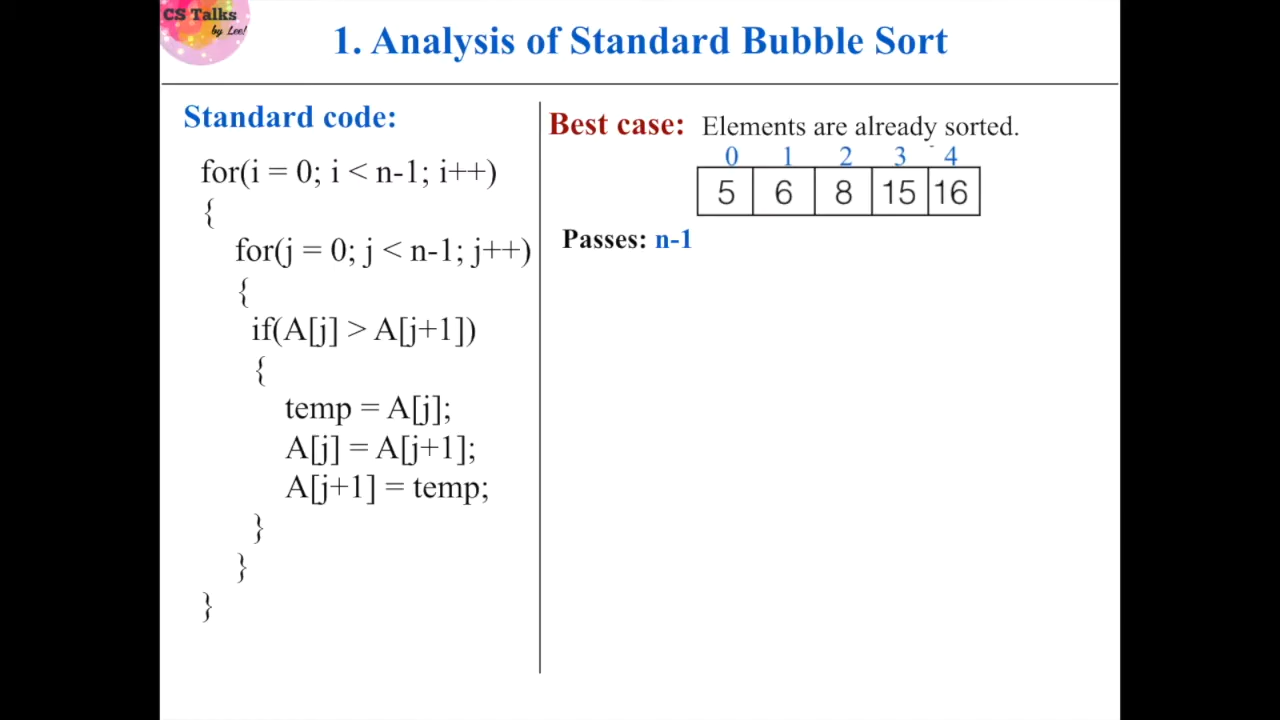 CS Talks
by Lee!
1. Analysis of Standard Bubble Sort
Standard code:
for(i = 0; i < n-1; i++)
{
for(j = 0; j < n-1; j++)
{
if(A[j] > A[j+1])
{
temp = A[j];
A[j] = A[j+1];
A[j+1] = temp;
}
}
}
Best case: Elements are already sorted.
0 1 2 3 4
5 6 8 15 16
Passes: n-1